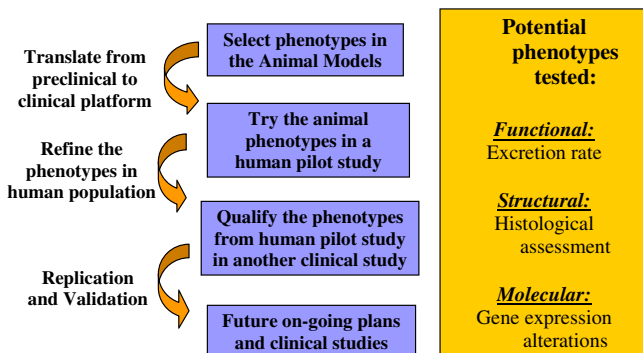 Translate from
preclinical to
clinical platform
Refine the
phenotypes in
human population
Replication
and Validation
Select phenotypes in
the Animal Models
Try the animal
phenotypes in a
human pilot study
Qualify the phenotypes
from human pilot study
in another clinical study
Future on-going plans
and clinical studies
Potential
phenotypes
tested:
Functional:
Excretion rate
Structural:
Histological
assessment
Molecular:
Gene expression
alterations